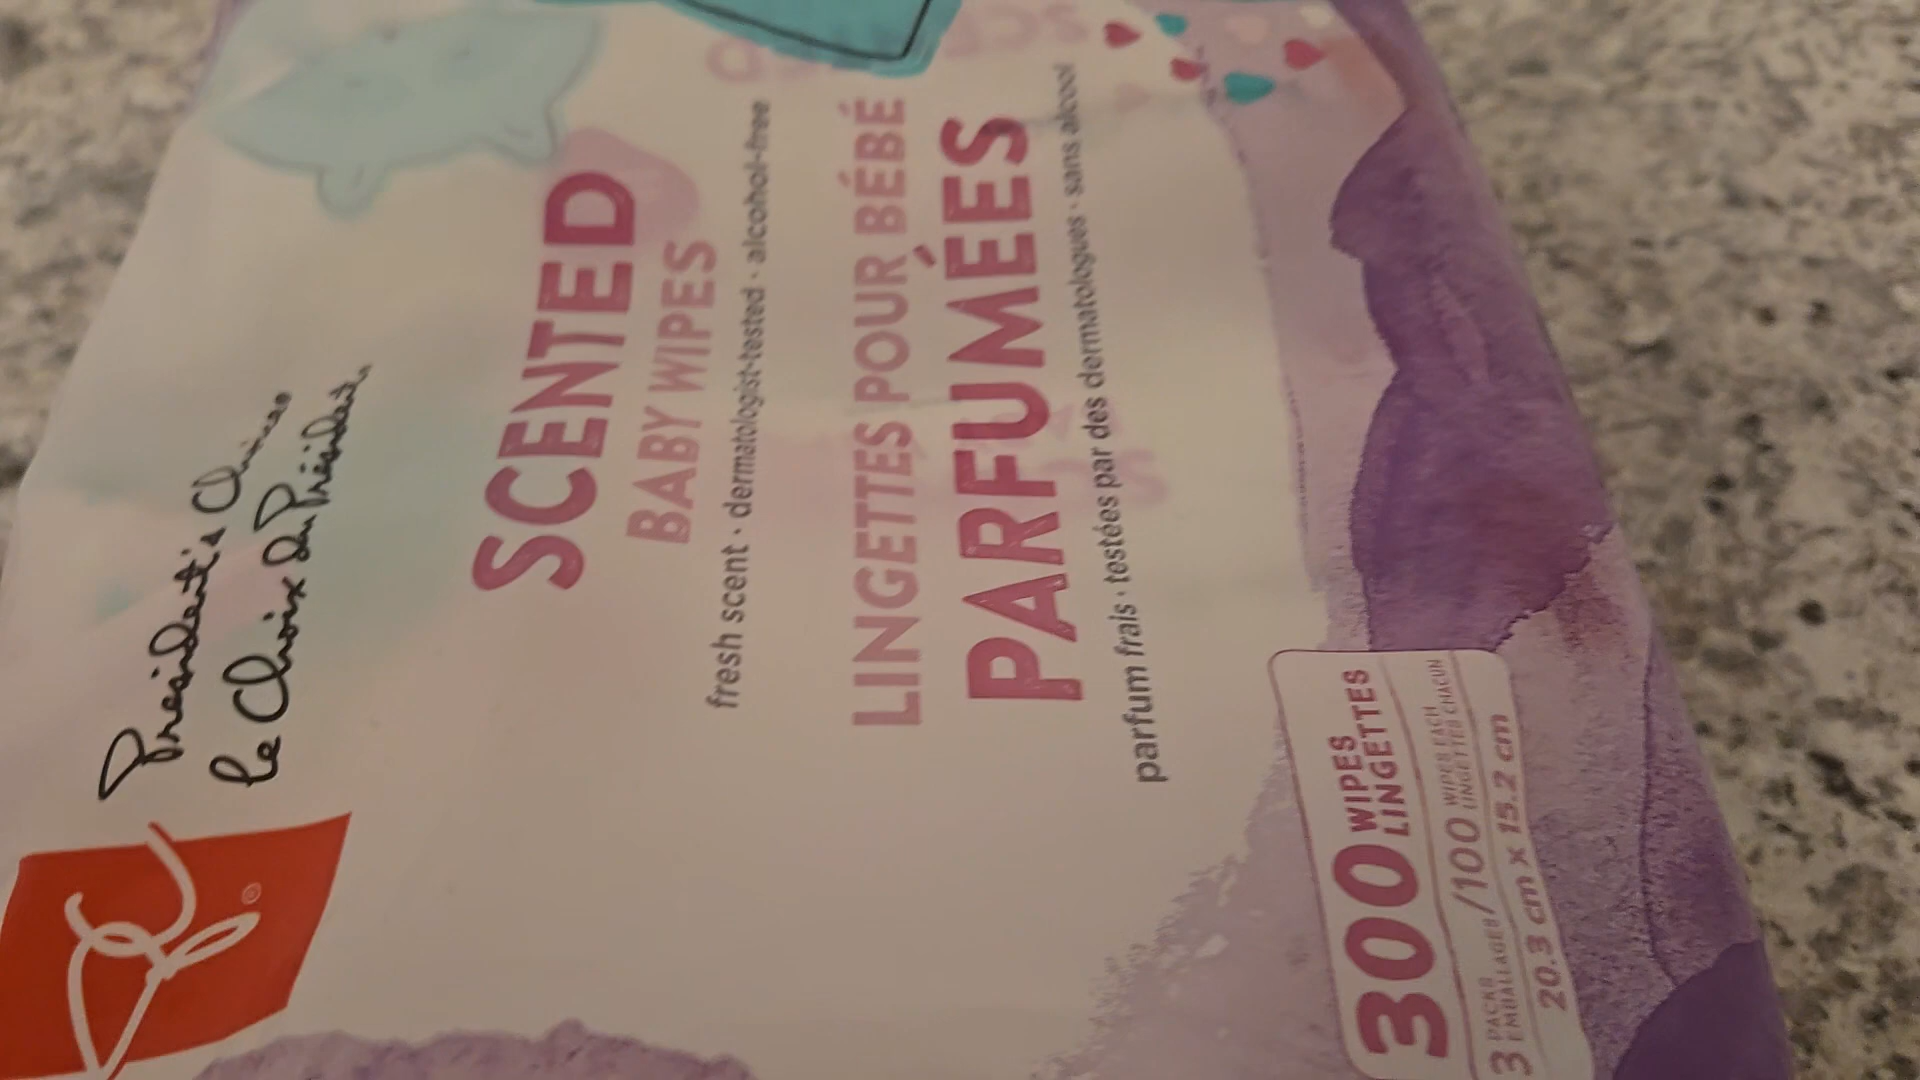 President's Choice
le Choix du Président
SCENTED
BABY WIPES
fresh scent · dermatologist-tested · alcohol-free
LINGETTES POUR BÉBÉ
PARFUMÉES
parfum frais · testées par des dermatologues · sans alcool
300 WIPES
LINGETTES
3 PACKS
EMBALLAGES/100 WIPES EACH
LINGETTES CHACUN
20.3 cm x 15.2 cm